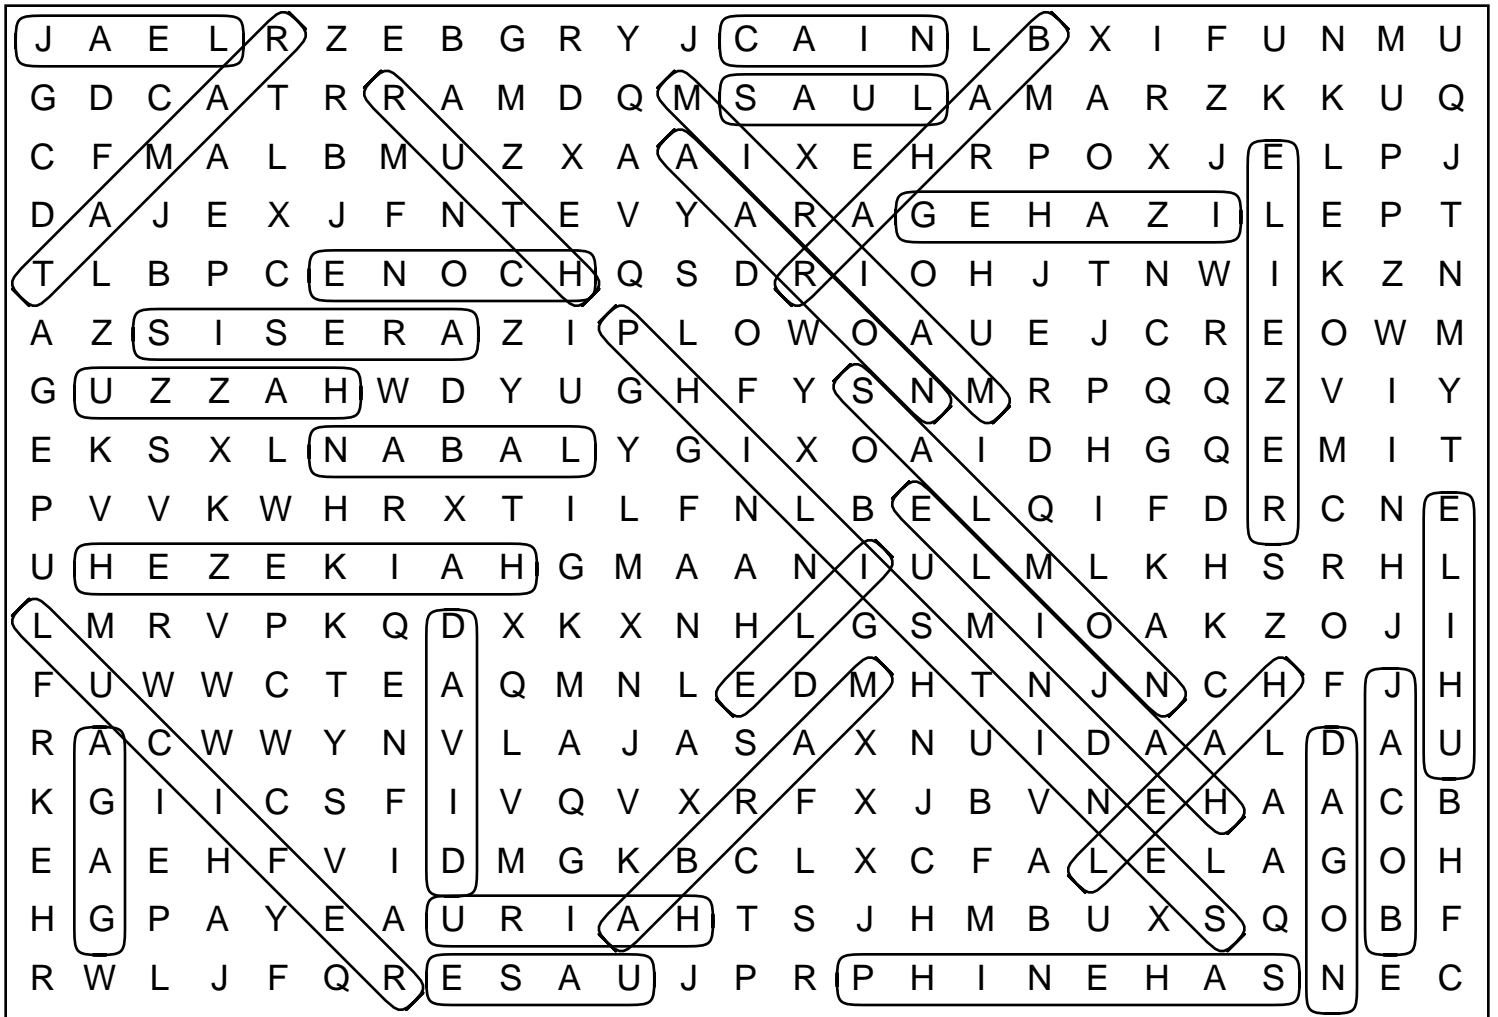 J A E L R Z E B G R Y J C A I N L B X I F U N M U
G D C A T R R A M D Q M S A U L A M A R Z K K U Q
C F M A L B M U Z X A A I X E H R P O X J E L P J
D A J E X J F N T E V Y A R A G E H A Z I L E P T
T L B P C E N O C H Q S D R I O H J T N W I K Z N
A Z S I S E R A Z I P L O W O A U E J C R E O W M
G U Z Z A H W D Y U G H F Y S N M R P Q Q Z V I Y
E K S X L N A B A L Y G I X O A I D H G Q E M I T
P V V K W H R X T I L F N L B E L Q I F D R C N E
U H E Z E K I A H G M A A N I U L M L K H S R H L
L M R V P K Q D X K X N H L G S M I O A K Z O J I
F U W W C T E A Q M N L E D M H T N J N C H F J H
R A C W W Y N V L A J A S A X N U I D A A L D A U
K G I I C S F I V Q V X R F X J B V N E H A A C B
E A E H F V I D M G K B C L X C F A L E L A G O H
H G P A Y E A U R I A H T S J H M B U X S Q O B F
R W L J F Q R E S A U J P R P H I N E H A S N E C